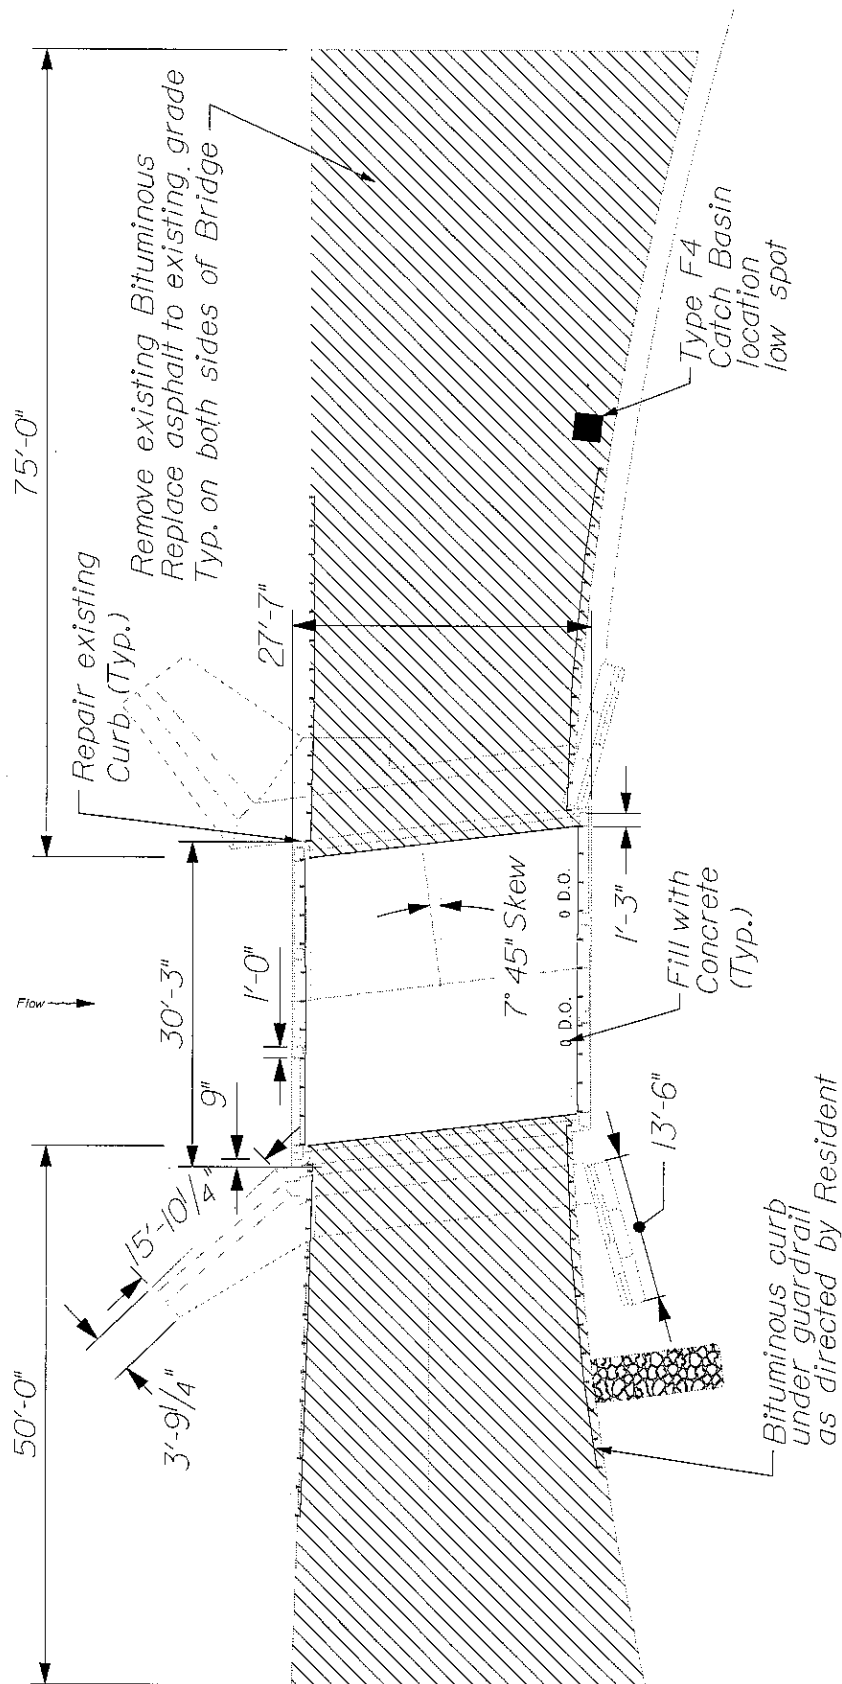 75'-0"
Remove existing Bituminous
Replace asphalt to existing grade
Typ. on both sides of Bridge
Repair existing
Curb (Typ.)
27'-7"
Type F4
Catch Basin
location
low spot
Flow
30'-3"
1'-0"
9"
7° 45" Skew
0 D.O.
0 D.O.
1'-3"
Fill with
Concrete
(Typ.)
15'-10 1/4"
3'-9 1/4"
50'-0"
13'-6"
Bituminous curb
under guardrail
as directed by Resident